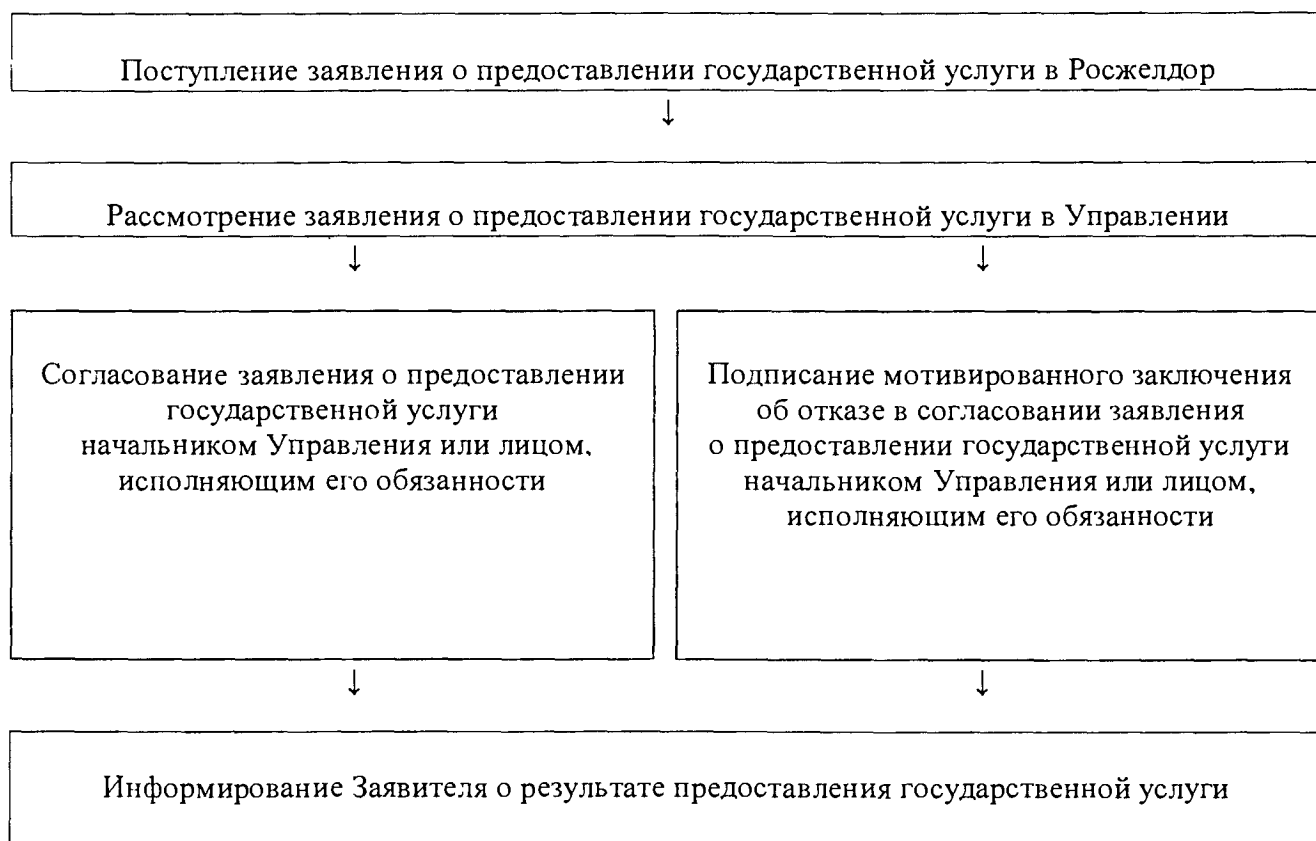 Поступление заявления о предоставлении государственной услуги в Росжелдор
↓
Рассмотрение заявления о предоставлении государственной услуги в Управлении
↓ ↓
Согласование заявления о предоставлении
государственной услуги
начальником Управления или лицом,
исполняющим его обязанности
Подписание мотивированного заключения
об отказе в согласовании заявления
о предоставлении государственной услуги
начальником Управления или лицом,
исполняющим его обязанности
↓ ↓
Информирование Заявителя о результате предоставления государственной услуги